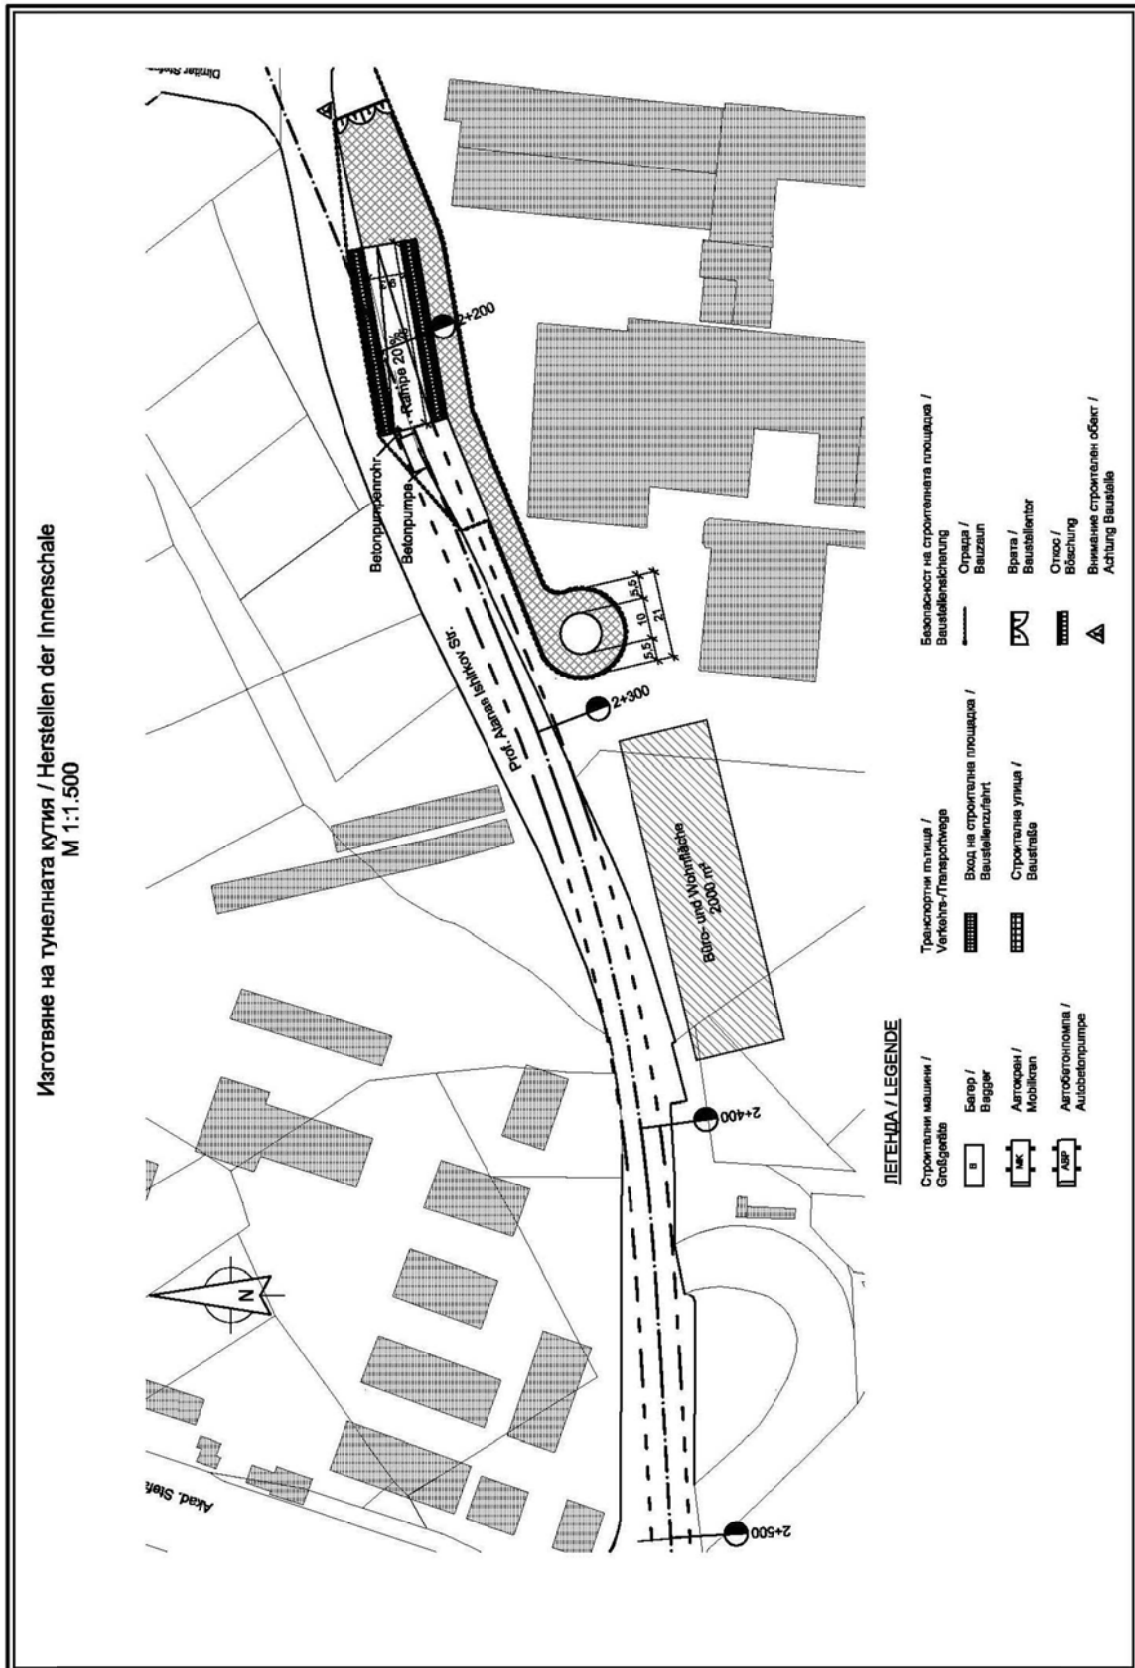 Изготвяне на тунелната кутия / Herstellen der Innenschale
M 1:1.500
Akad. Stefa
N
Prof. Atanas Ishirkov Str.
Betonpumpenrohr
Betonpumpe
Rampe 20 %
2+200
2+300
2+400
2+500
5,5
10
5,5
21
Büro- und Wohnfläche
2000 m²
ЛЕГЕНДА / LEGENDE
Строителни машини /
Großgeräte
B
Багер /
Bagger
MK
Автокран /
Mobilkran
ABP
Автобетонпомпа /
Autobetonpumpe
Транспортни пътища /
Verkehrs-/Transportwege
Вход на строителна площадка /
Baustellenzufahrt
Строителна улица /
Baustraße
Безопасност на строителната площадка /
Baustellensicherung
Ограда /
Bauzaun
Врата /
Baustellentor
Откос /
Böschung
Внимание строителен обект /
Achtung Baustelle